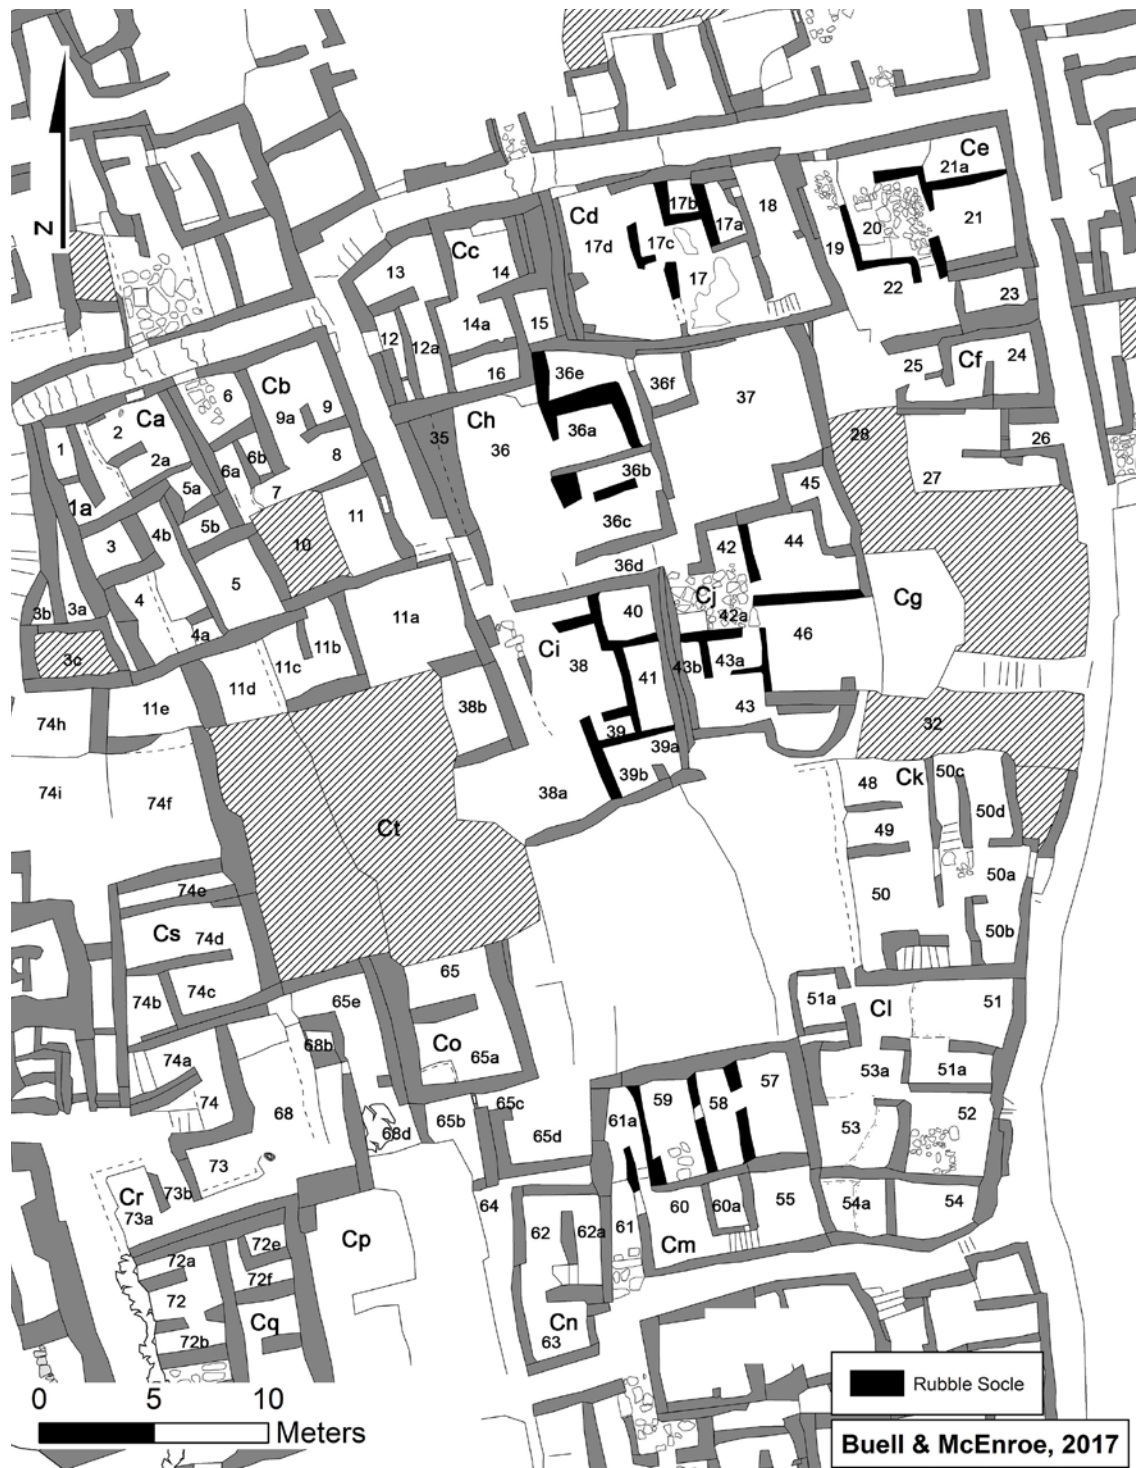 N
Ce
21a
17b
Cd
17a
18
17d
17c
20
21
19
13
Cc
14
17
22
23
12
12a
14a
15
16
36e
36f
25
Cf
24
6
Cb
9a
9
35
Ch
36
36a
37
28
26
1
2
Ca
2a
6a
6b
8
36b
27
1a
5a
7
11
36c
45
4b
5b
3
10
42
44
36d
5
3b
3a
4
11a
40
Cj
42a
Cg
4a
11b
Ci
38
46
3c
11c
41
43b
43a
11d
38b
43
74h
11e
39
32
39a
39b
74i
74f
38a
Ck
50c
48
50d
Ct
49
50a
74e
50
Cs
74d
50b
65
74b
74c
51a
Cl
51
65e
68b
Co
74a
65a
53a
51a
57
59
58
74
68
65c
61a
52
68d
65b
65d
53
73
Cr
73b
73a
64
62
62a
61
60
60a
55
54a
54
72e
Cp
Cm
72a
72f
72
Cq
Cn
72b
63
0 5 10
Meters
Rubble Socle
Buell & McEnroe, 2017